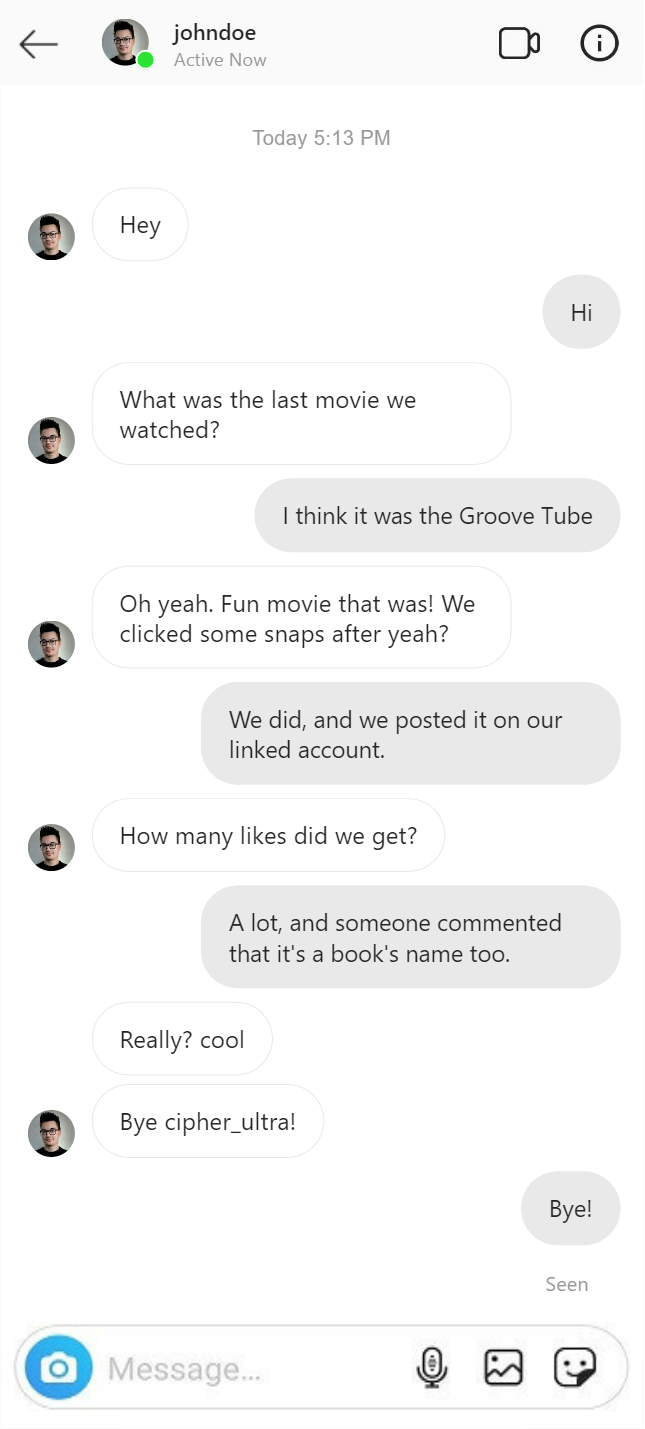 johndoe
Active Now
Today 5:13 PM
Hey
Hi
What was the last movie we
watched?
I think it was the Groove Tube
Oh yeah. Fun movie that was! We
clicked some snaps after yeah?
We did, and we posted it on our
linked account.
How many likes did we get?
A lot, and someone commented
that it's a book's name too.
Really? cool
Bye cipher_ultra!
Bye!
Seen
Message...